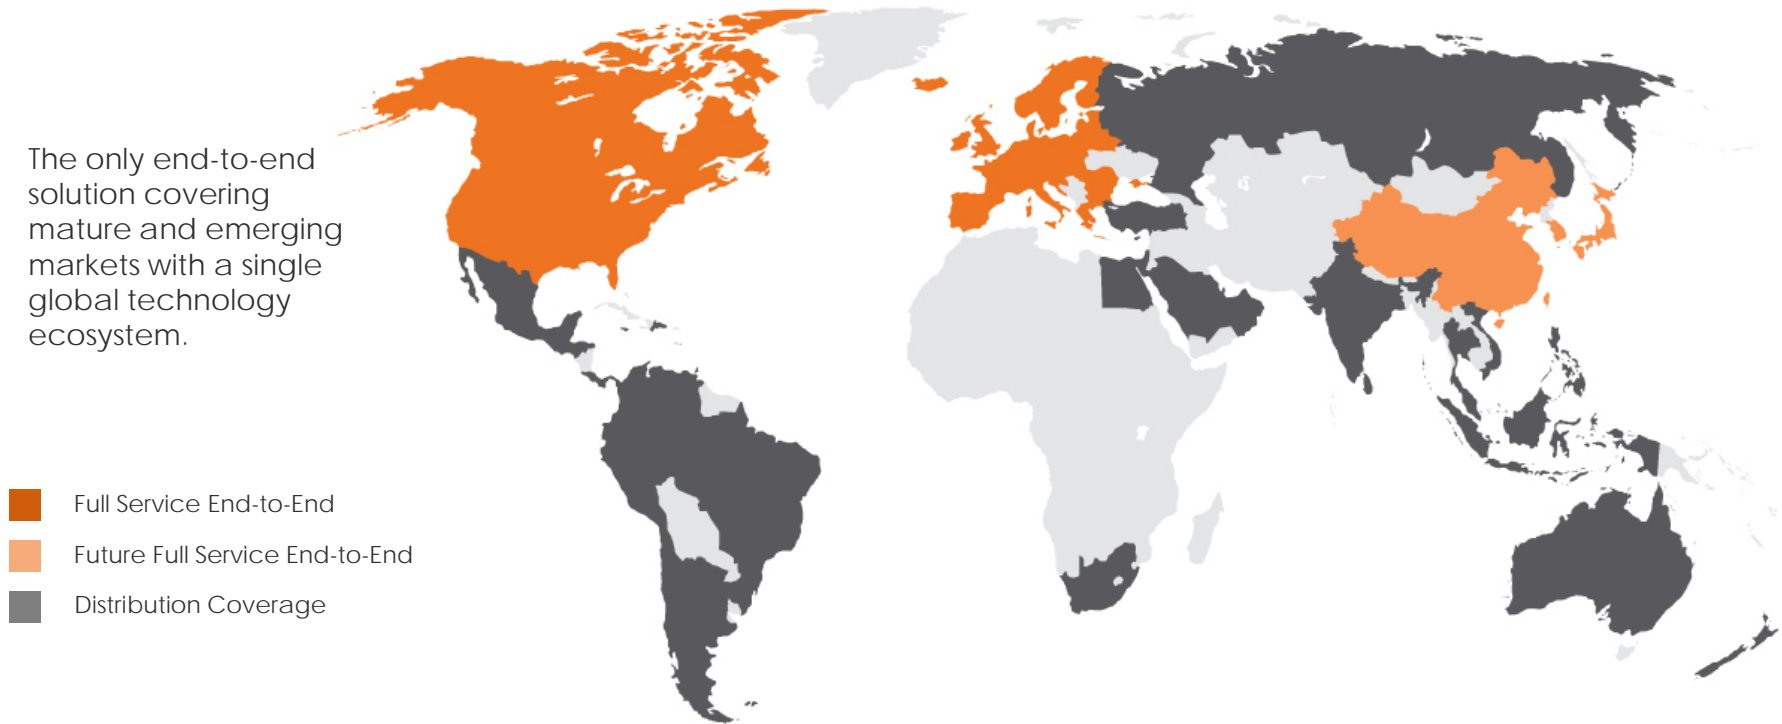 The only end-to-end
solution covering
mature and emerging
markets with a single
global technology
ecosystem.
Full Service End-to-End
Future Full Service End-to-End
Distribution Coverage